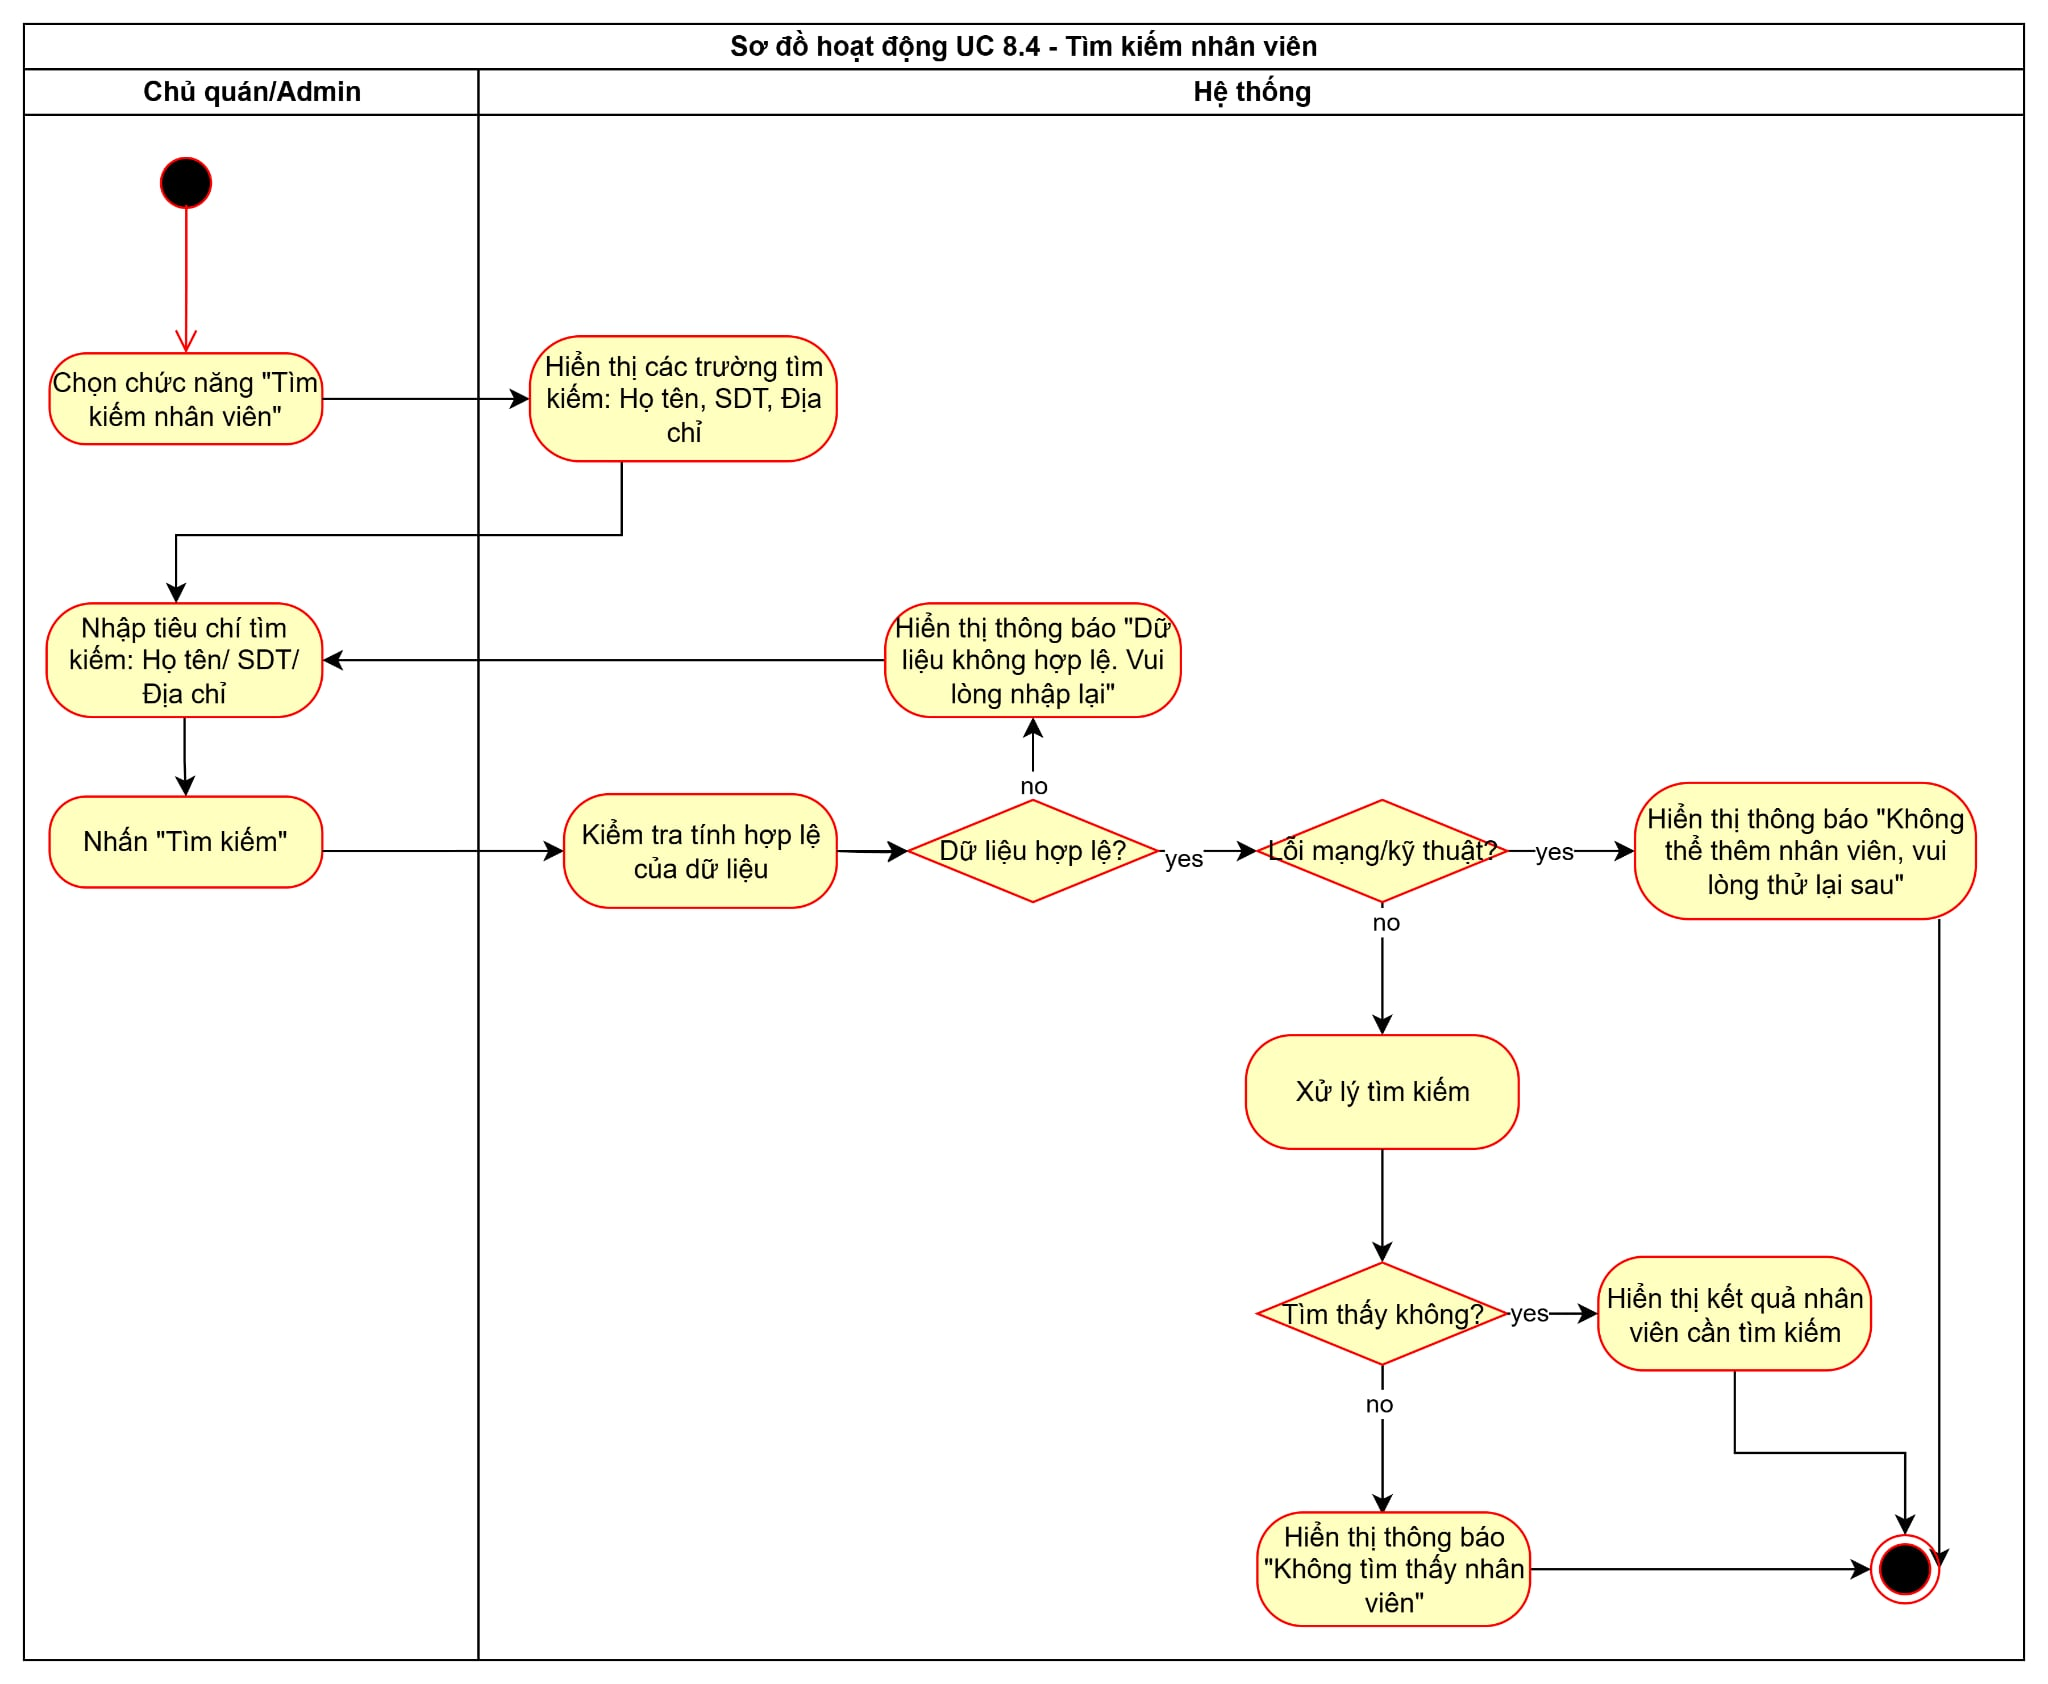 Sơ đồ hoạt động UC 8.4 - Tìm kiếm nhân viên
Chủ quán/Admin
Hệ thống
Chọn chức năng "Tìm
kiếm nhân viên"
Hiển thị các trường tìm
kiếm: Họ tên, SDT, Địa
chỉ
Nhập tiêu chí tìm
kiếm: Họ tên/ SDT/
Địa chỉ
Hiển thị thông báo "Dữ
liệu không hợp lệ. Vui
lòng nhập lại"
no
Nhấn "Tìm kiếm"
Kiểm tra tính hợp lệ
của dữ liệu
Dữ liệu hợp lệ?
yes
Lỗi mạng/kỹ thuật?
yes
Hiển thị thông báo "Không
thể thêm nhân viên, vui
lòng thử lại sau"
no
Xử lý tìm kiếm
Tìm thấy không?
yes
Hiển thị kết quả nhân
viên cần tìm kiếm
no
Hiển thị thông báo
"Không tìm thấy nhân
viên"